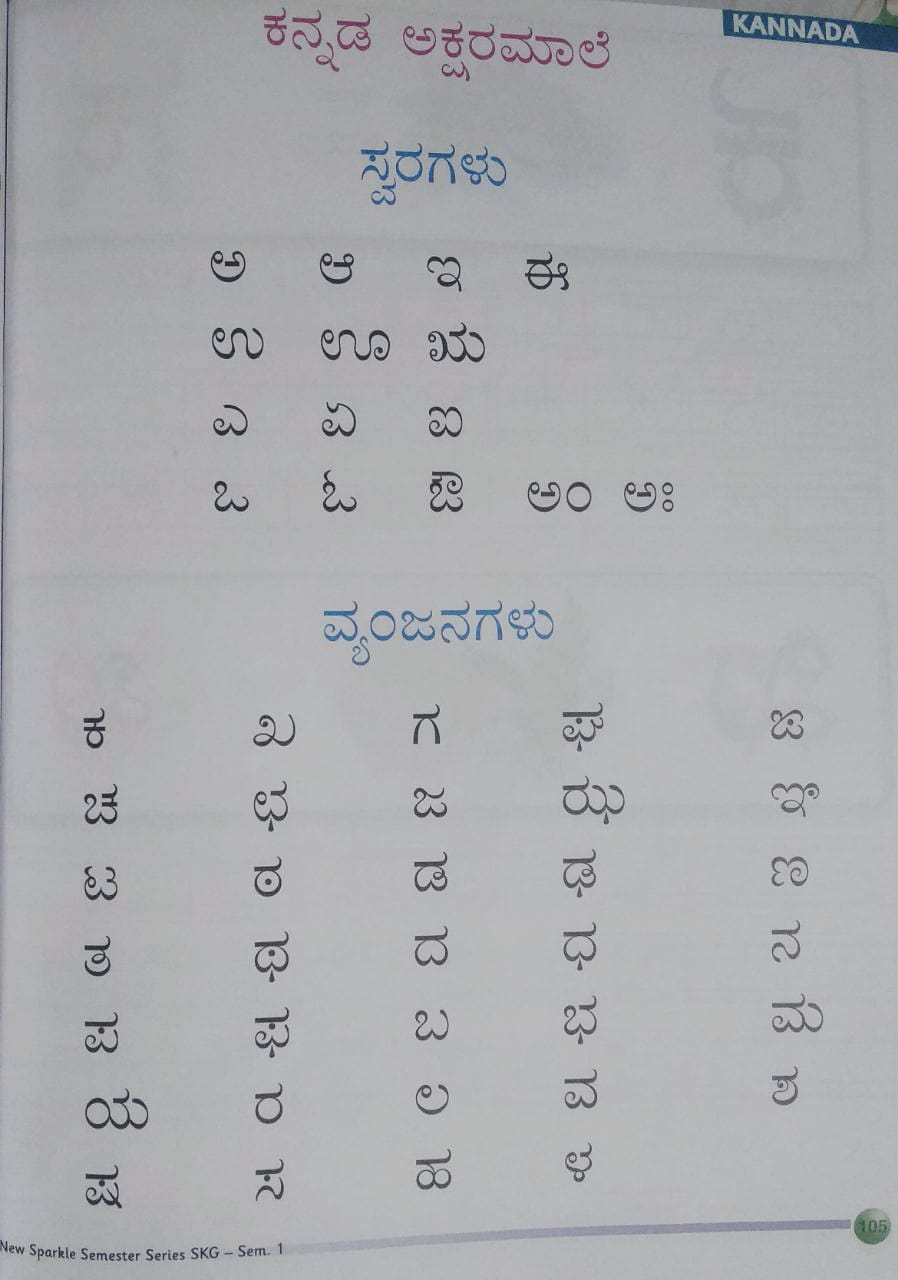 KANNADA
ಕನ್ನಡ ಅಕ್ಷರಮಾಲೆ
ಸ್ವರಗಳು
ಅ ಆ ಇ ಈ
ಉ ಊ ಋ
ಎ ಏ ಐ
ಒ ಓ ಔ ಅಂ ಅಃ
ವ್ಯಂಜನಗಳು
ಕ ಖ ಗ ಘ ಙ
ಚ ಛ ಜ ಝ ಞ
ಟ ಠ ಡ ಢ ಣ
ತ ಥ ದ ಧ ನ
ಪ ಫ ಬ ಭ ಮ
ಯ ರ ಲ ವ ಶ
ಷ ಸ ಹ ಳ
105
New Sparkle Semester Series SKG – Sem. 1